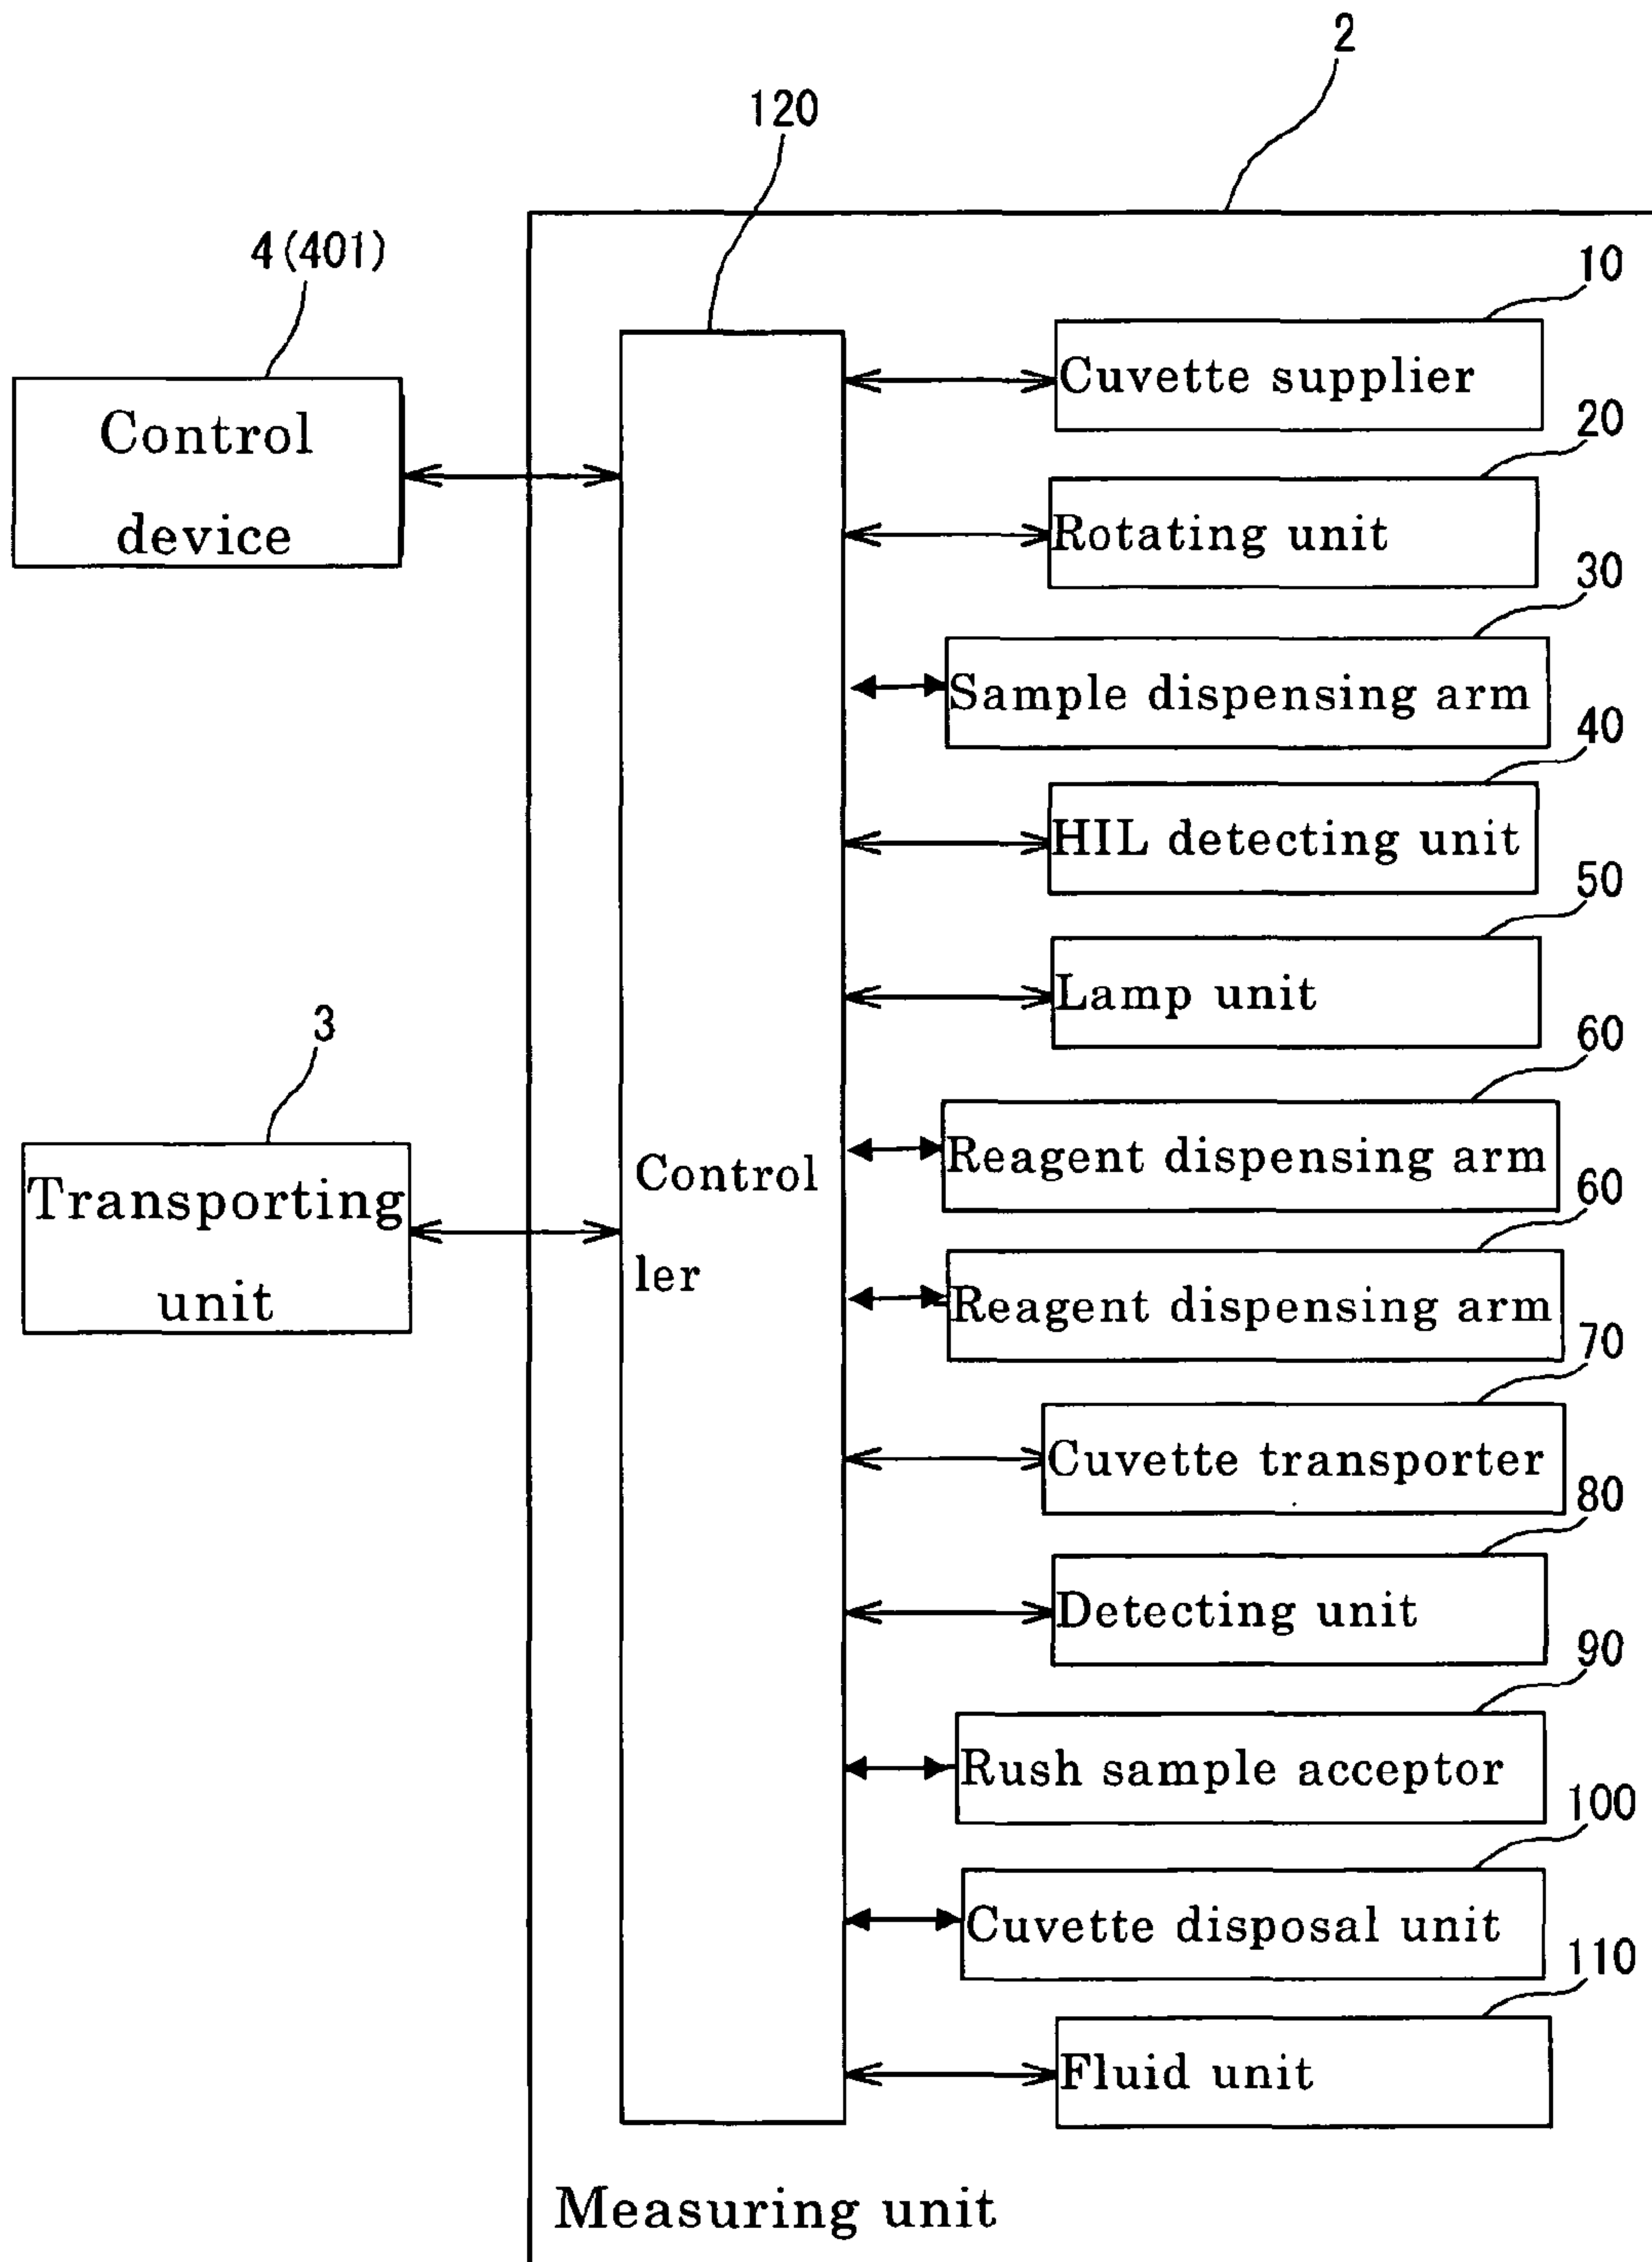 2
120
4(401)
10
Cuvette supplier
Control
device
20
Rotating unit
30
Sample dispensing arm
40
HIL detecting unit
50
Lamp unit
3
60
Reagent dispensing arm
Control
ler
Transporting
unit
60
Reagent dispensing arm
70
Cuvette transporter
80
Detecting unit
90
Rush sample acceptor
100
Cuvette disposal unit
110
Fluid unit
Measuring unit